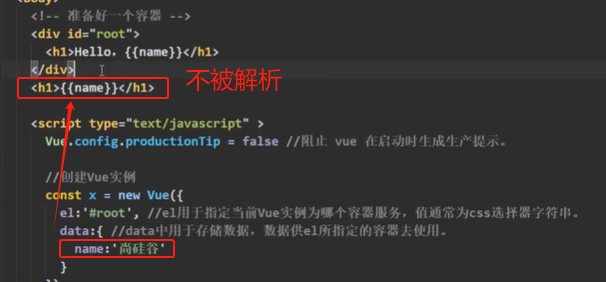 <body>
<!-- 准备好一个容器 -->
<div id="root">
<h1>Hello, {{name}}</h1>
</div>
<h1>{{name}}</h1> 不被解析
<script type="text/javascript" >
Vue.config.productionTip = false //阻止 vue 在启动时生成生产提示。
//创建Vue实例
const x = new Vue({
el:'#root', //el用于指定当前Vue实例为哪个容器服务，值通常为css选择器字符串。
data:{ //data中用于存储数据，数据供el所指定的容器去使用。
name:'尚硅谷'
}
})